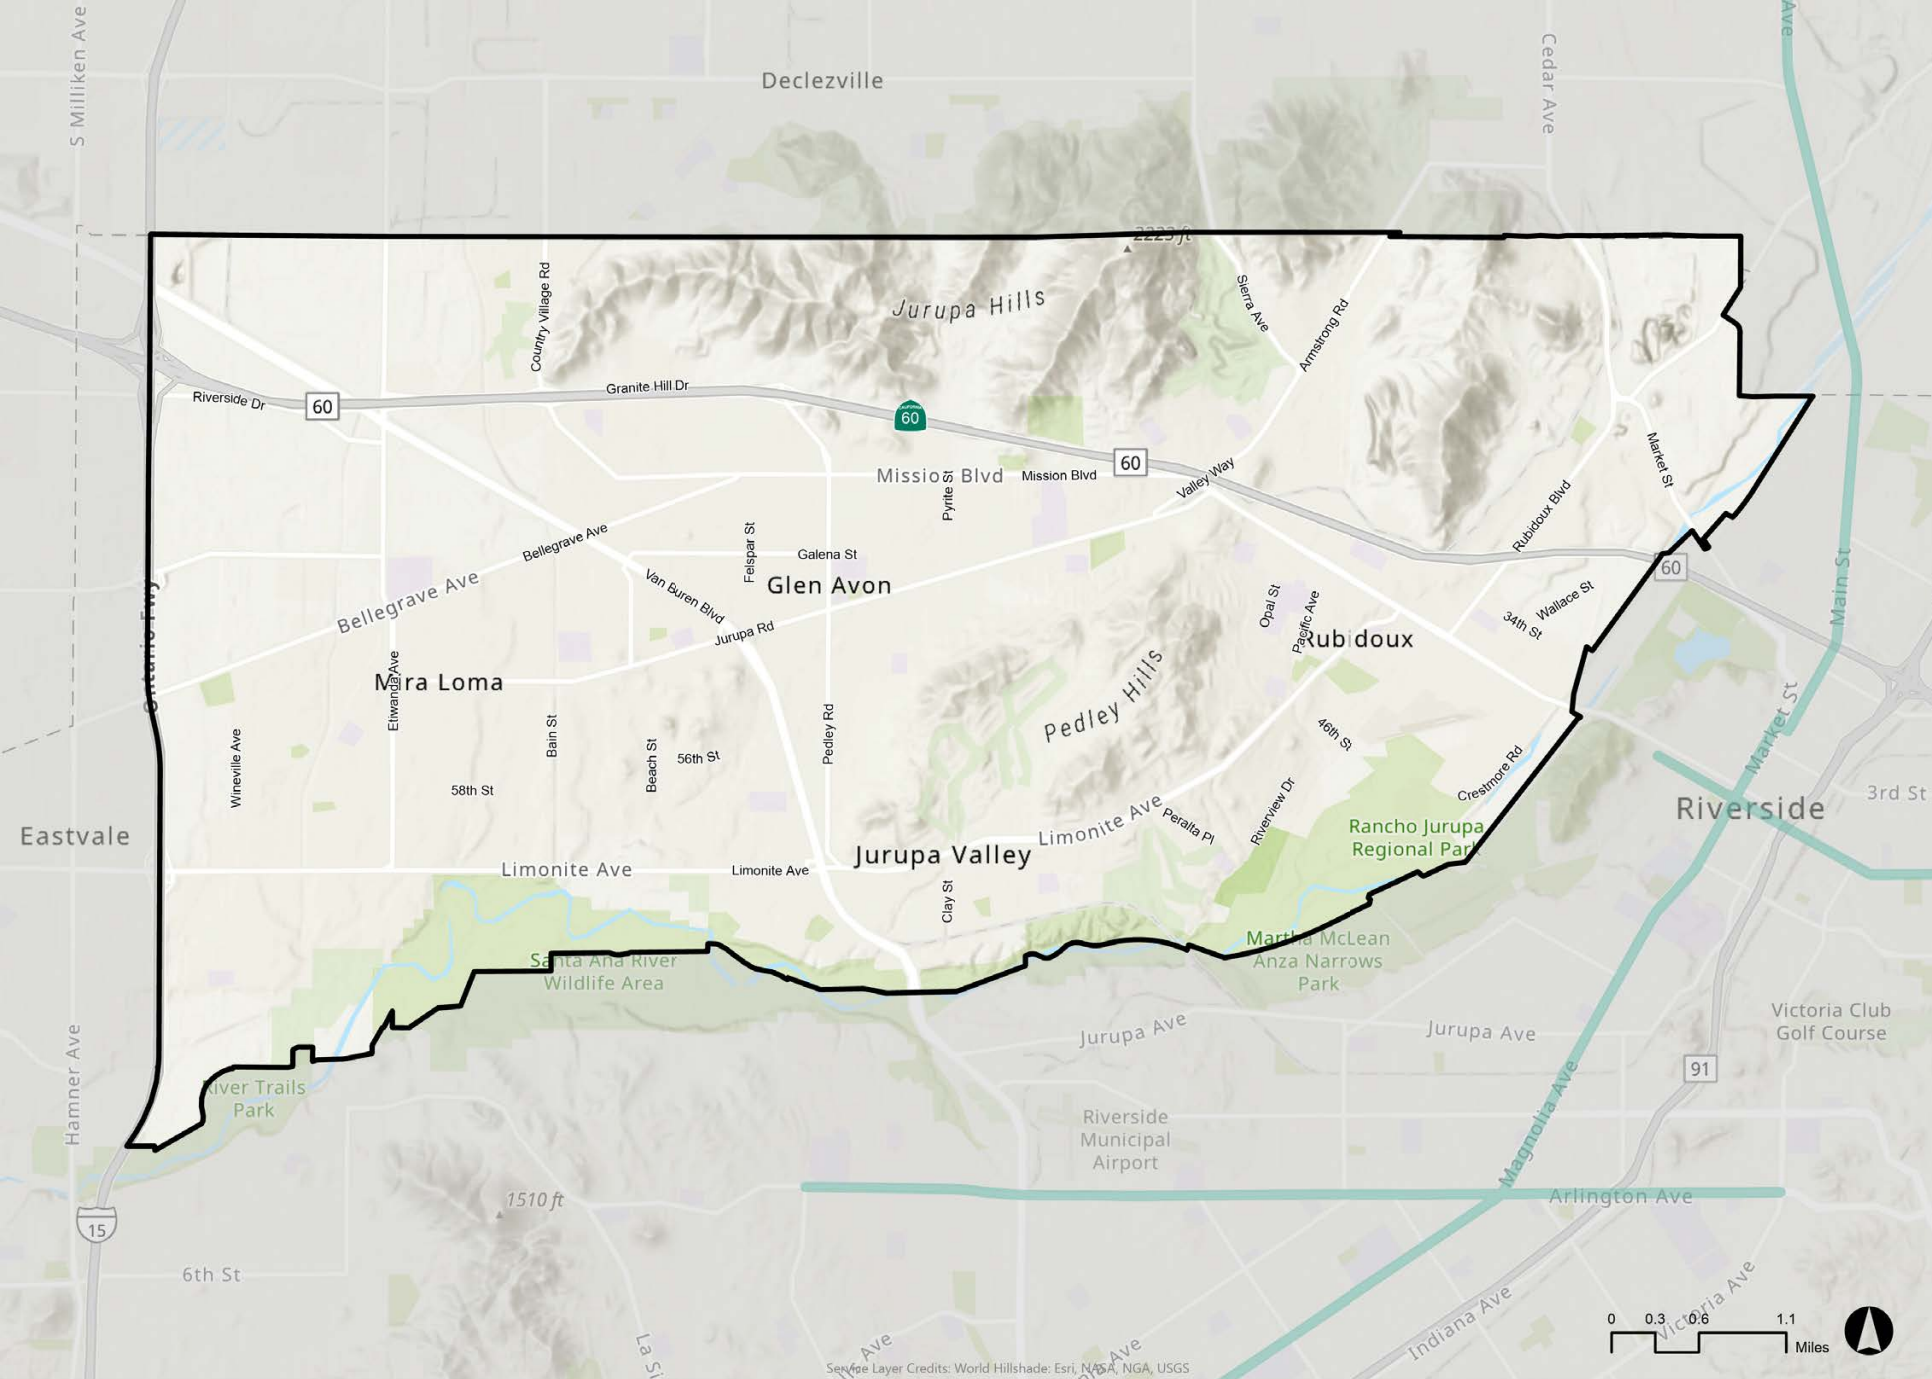 S Milliken Ave
Declezville
Cedar Ave
Ave
2223 ft
Country Village Rd
Jurupa Hills
Sierra Ave
Armstrong Rd
Riverside Dr
60
Granite Hill Dr
CALIFORNIA
60
60
Mission Blvd
Mission Blvd
Pyrite St
Valley Way
Market St
Rubidoux Blvd
Bellegrave Ave
Felspar St
Galena St
60
Ontario Fwy
Bellegrave Ave
Van Buren Blvd
Glen Avon
Jurupa Rd
Opal St
Pacific Ave
Rubidoux
34th St
Wallace St
Main St
Mira Loma
Etiwanda Ave
Pedley Hills
Wineville Ave
Bain St
Beach St
56th St
Pedley Rd
46th St
Market St
58th St
Crestmore Rd
Riverside
3rd St
Eastvale
Limonite Ave
Peralta Pl
Riverview Dr
Rancho Jurupa
Regional Park
Jurupa Valley
Limonite Ave
Limonite Ave
Clay St
Santa Ana River
Wildlife Area
Martha McLean
Anza Narrows
Park
Hamner Ave
Jurupa Ave
Jurupa Ave
Victoria Club
Golf Course
River Trails
Park
91
Riverside
Municipal
Airport
Magnolia Ave
1510 ft
Arlington Ave
15
6th St
La Si
Ave
Ave
Indiana Ave
Victoria Ave
0 0.3 0.6 1.1
Miles
Service Layer Credits: World Hillshade: Esri, NASA, NGA, USGS